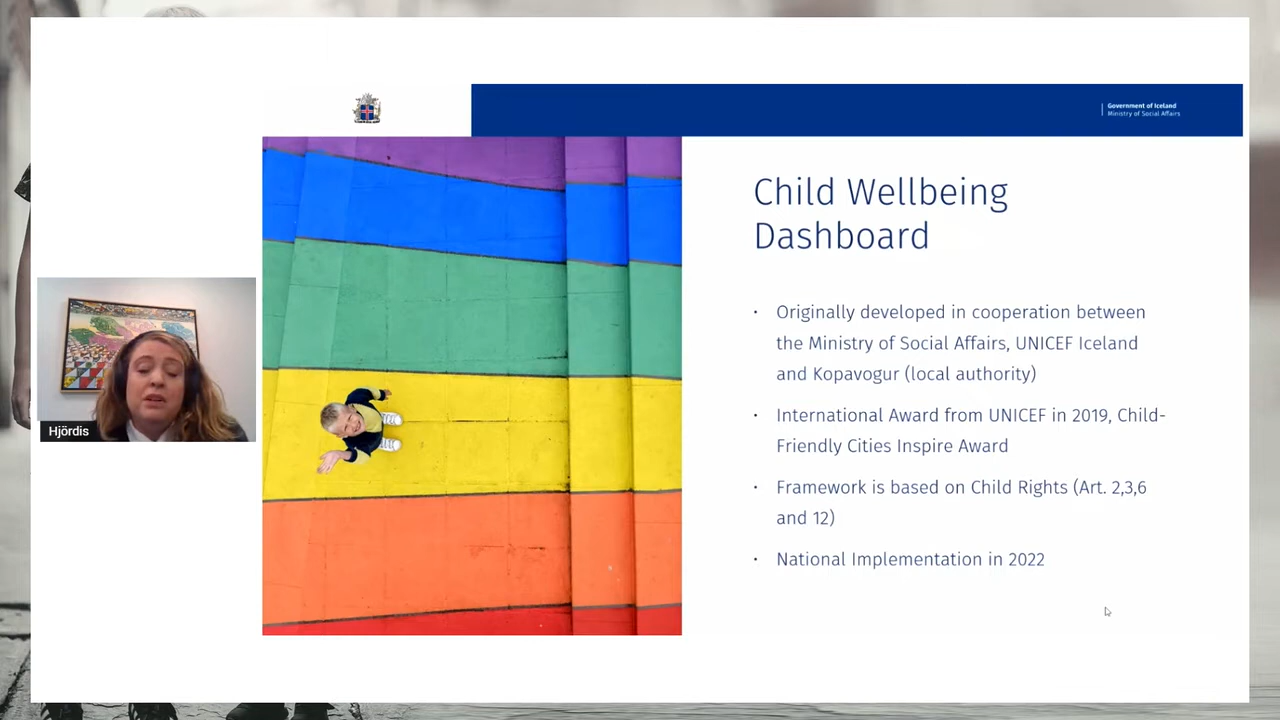 Government of Iceland
Ministry of Social Affairs
Child Wellbeing
Dashboard
· Originally developed in cooperation between
the Ministry of Social Affairs, UNICEF Iceland
and Kopavogur (local authority)
· International Award from UNICEF in 2019, Child-
Friendly Cities Inspire Award
· Framework is based on Child Rights (Art. 2,3,6
and 12)
· National Implementation in 2022
Hjördis